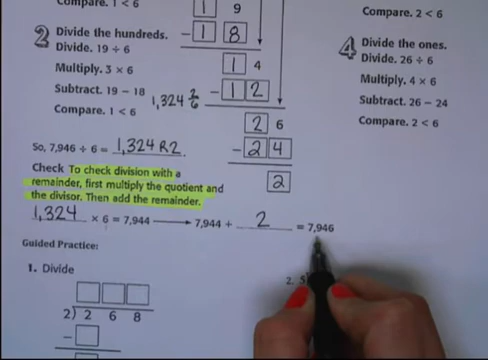 Compare. 1 < 6
1 9
- 1 8
Compare. 2 < 6
2 Divide the hundreds.
Divide. 19 ÷ 6
Multiply. 3 × 6
Subtract. 19 − 18
Compare. 1 < 6
1,324 2/6
1 4
- 1 2
2 6
- 2 4
2
4 Divide the ones.
Divide. 26 ÷ 6
Multiply. 4 × 6
Subtract. 26 − 24
Compare. 2 < 6
So, 7,946 ÷ 6 = 1,324 R2.
Check To check division with a
remainder, first multiply the quotient and
the divisor. Then add the remainder.
1,324 × 6 = 7,944 → 7,944 + 2 = 7,946
Guided Practice:
1. Divide
2) 2 6 8
-
2. 5